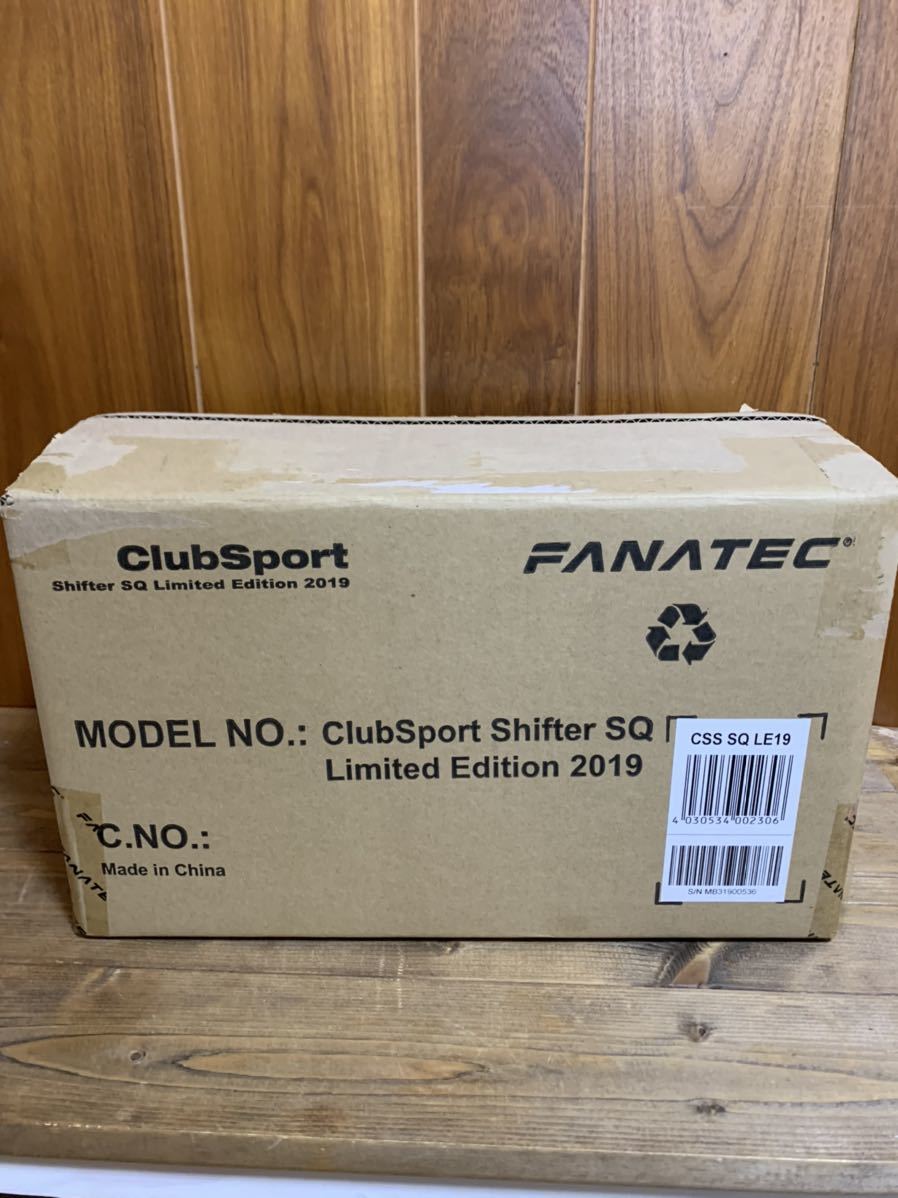 ClubSport
Shifter SQ Limited Edition 2019
FANATEC®
MODEL NO.: ClubSport Shifter SQ
Limited Edition 2019
CSS SQ LE19
4 030534 002306
S/N MB31900536
C.NO.:
Made in China